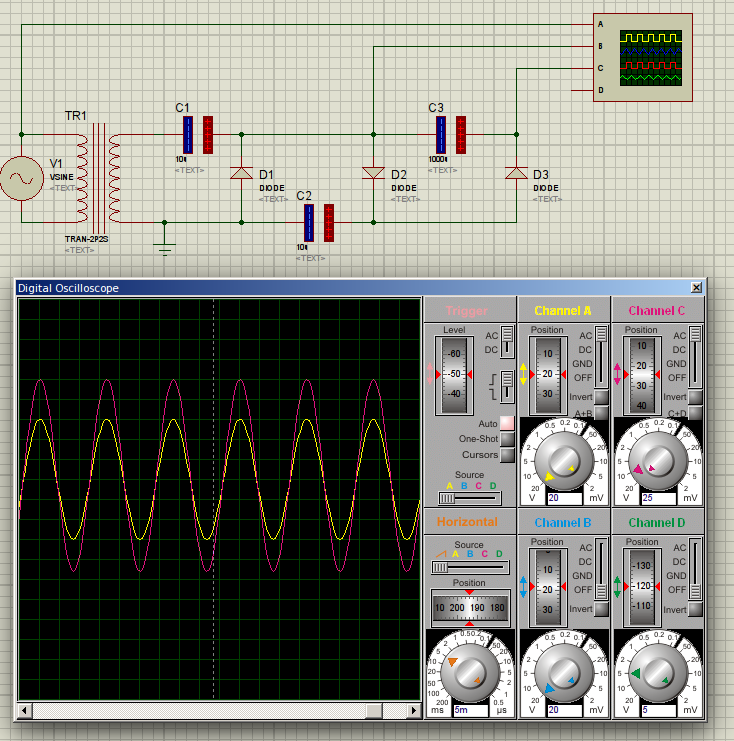 A
B
C
D
TR1
C1
C3
10u
<TEXT>
1000u
<TEXT>
V1
VSINE
<TEXT>
D1
DIODE
<TEXT>
D2
DIODE
<TEXT>
D3
DIODE
<TEXT>
C2
10u
<TEXT>
TRAN-2P2S
<TEXT>
Digital Oscilloscope
Trigger
Channel A
Channel C
Level
AC
DC
-60
-50
-40
Auto
One-Shot
Cursors
Source
A B C D
Position
AC
DC
GND
OFF
Invert
A+B
10
20
30
V
20
mV
Position
AC
DC
GND
OFF
Invert
C+D
10
20
30
40
V
25
mV
Horizontal
Channel B
Channel D
Source
A B C D
Position
10 200 190 180
ms
5m
µs
Position
AC
DC
GND
OFF
Invert
10
20
30
V
20
mV
Position
AC
DC
GND
OFF
Invert
-130
-120
-110
V
5
mV